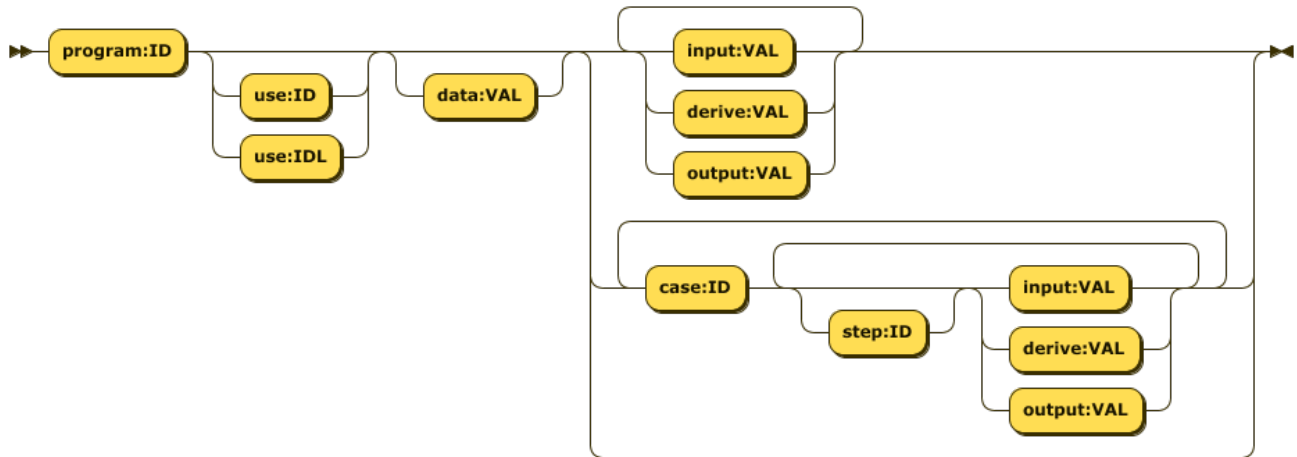 program:ID
use:ID
use:IDL
data:VAL
input:VAL
derive:VAL
output:VAL
case:ID
step:ID
input:VAL
derive:VAL
output:VAL